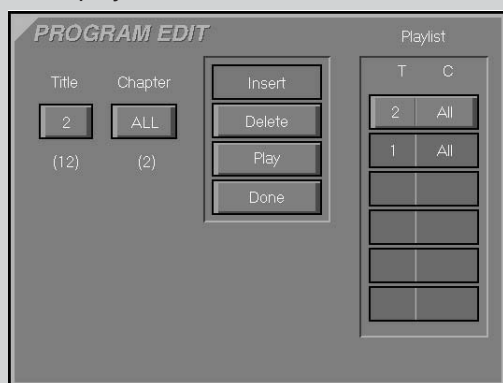 PROGRAM EDIT
Playlist
Title Chapter
T C
Insert
Delete
Play
Done
2 ALL
(12) (2)
2 All
1 All